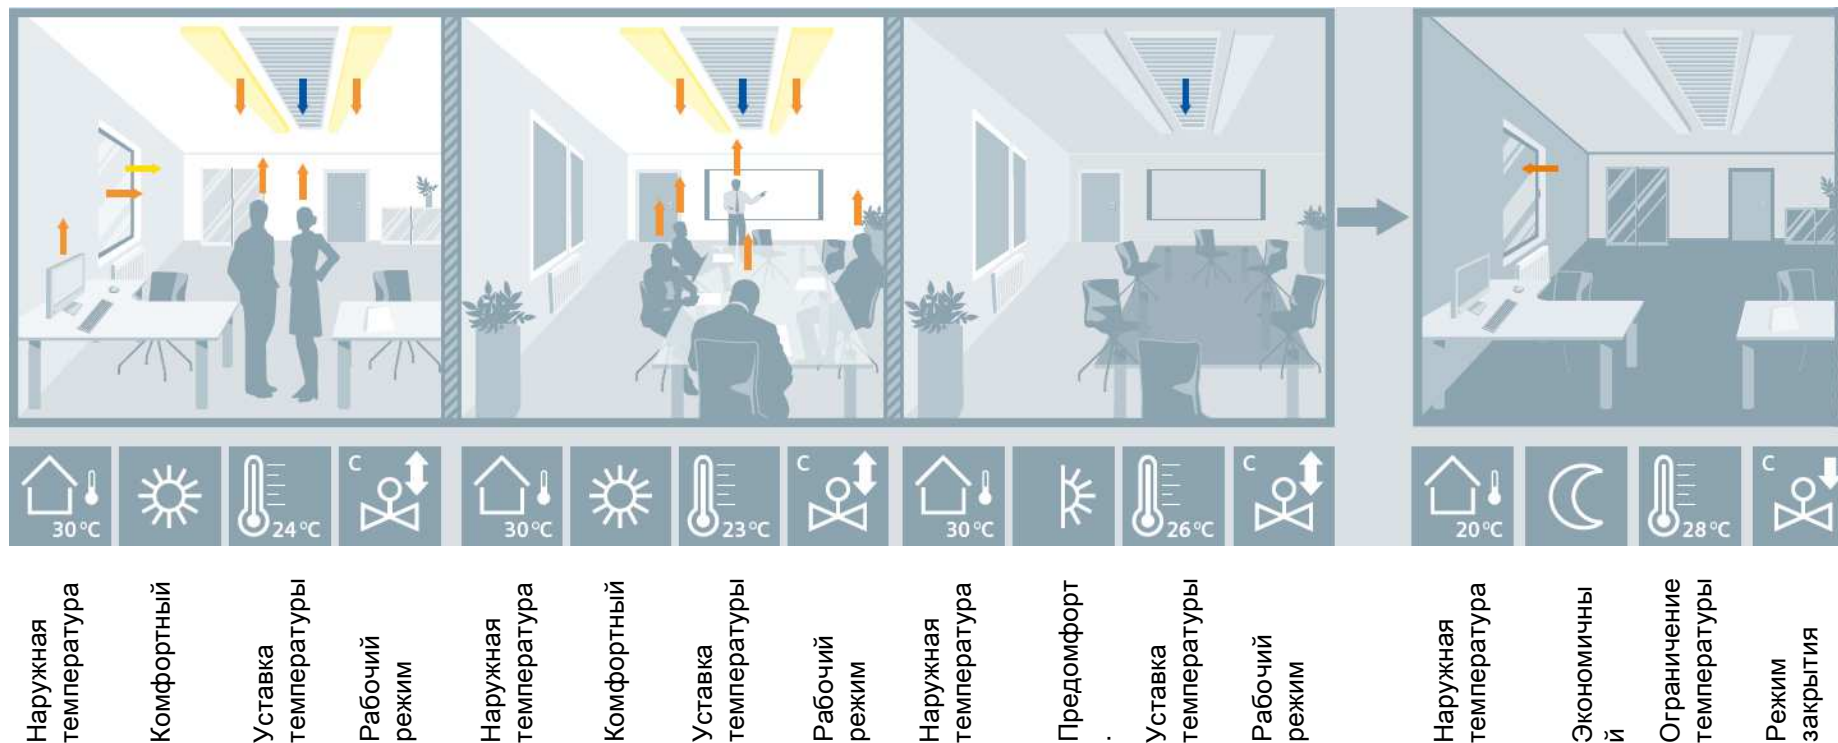 30 °C
24 °C
C
30 °C
23 °C
C
30 °C
26 °C
C
20 °C
28 °C
C
Наружная
температура
Комфортный
Уставка
температуры
Рабочий
режим
Наружная
температура
Комфортный
Уставка
температуры
Рабочий
режим
Наружная
температура
Предомфорт
.
Уставка
температуры
Рабочий
режим
Наружная
температура
Экономичны
й
Ограничение
температуры
Режим
закрытия